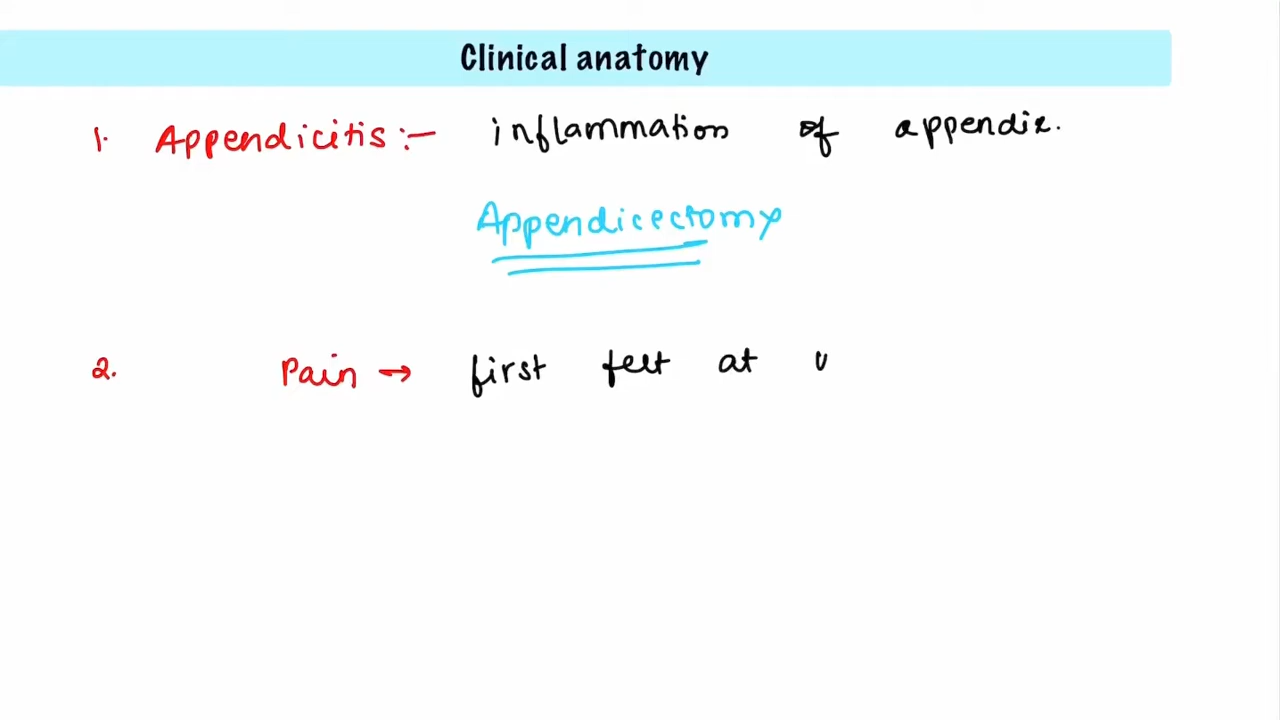 Clinical anatomy
1. Appendicitis :- inflammation of appendix.
Appendicectomy
2. Pain → first felt at u